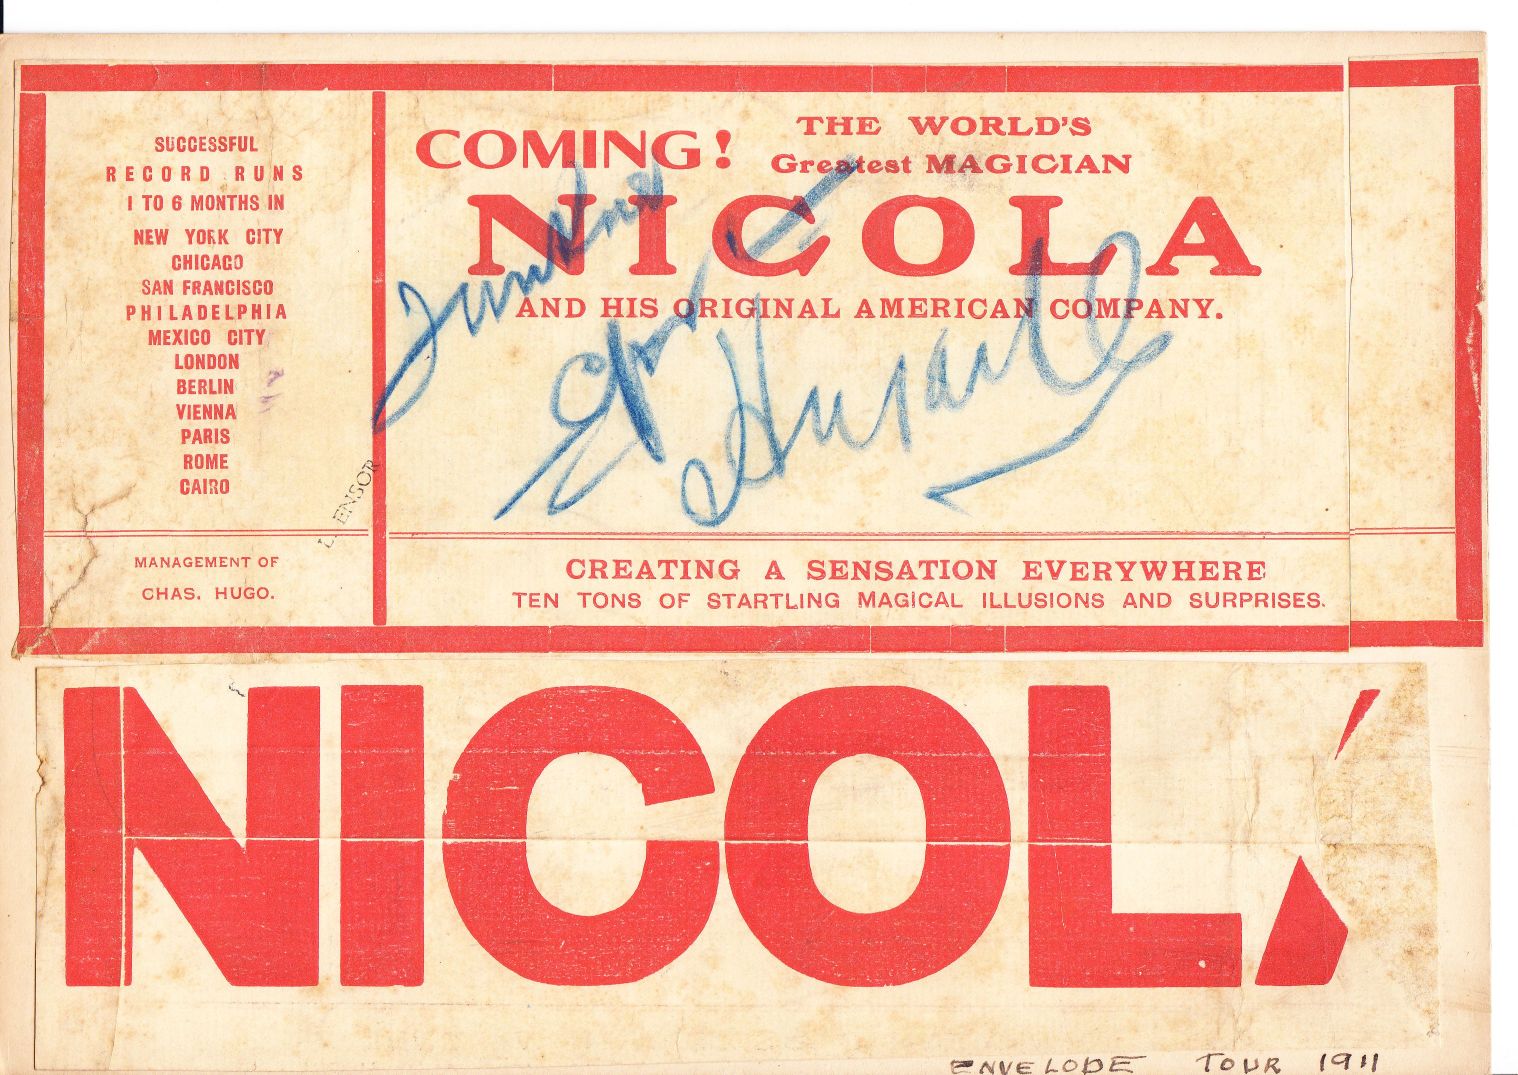 SUCCESSFUL
RECORD RUNS
1 TO 6 MONTHS IN
NEW YORK CITY
CHICAGO
SAN FRANCISCO
PHILADELPHIA
MEXICO CITY
LONDON
BERLIN
VIENNA
PARIS
ROME
CAIRO
MANAGEMENT OF
CHAS. HUGO.
COMING!
THE WORLD'S
Greatest MAGICIAN
NICOLA
AND HIS ORIGINAL AMERICAN COMPANY.
CREATING A SENSATION EVERYWHERE
TEN TONS OF STARTLING MAGICAL ILLUSIONS AND SURPRISES.
ENSOR
NICOLA
ENVELOPE TOUR 1911